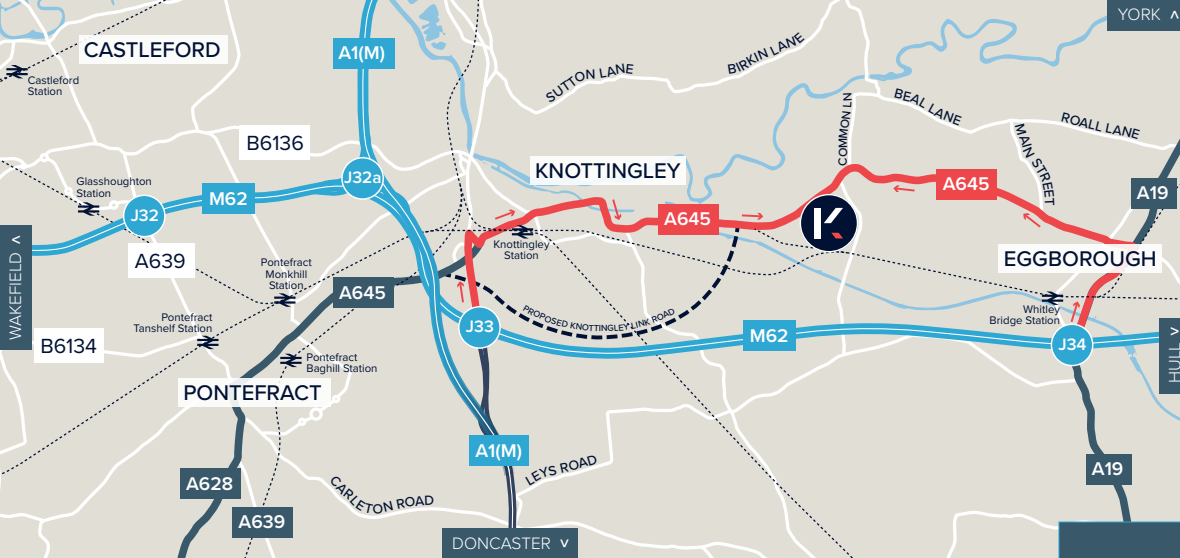 YORK >
CASTLEFORD
A1(M)
Castleford
Station
SUTTON LANE
BIRKIN LANE
COMMON LN
BEAL LANE
ROALL LANE
MAIN STREET
B6136
KNOTTINGLEY
J32a
Glasshoughton
Station
M62
J32
A645
A645
A19
K
Knottingley
Station
WAKEFIELD <
A639
EGGBOROUGH
Pontefract
Monkhill
Station
A645
Whitley
Bridge Station
Pontefract
Tanshelf Station
PROPOSED KNOTTINGLEY LINK ROAD
J33
M62
J34
HULL >
B6134
Pontefract
Baghill Station
PONTEFRACT
A1(M)
LEYS ROAD
A19
A628
CARLETON ROAD
A639
DONCASTER >